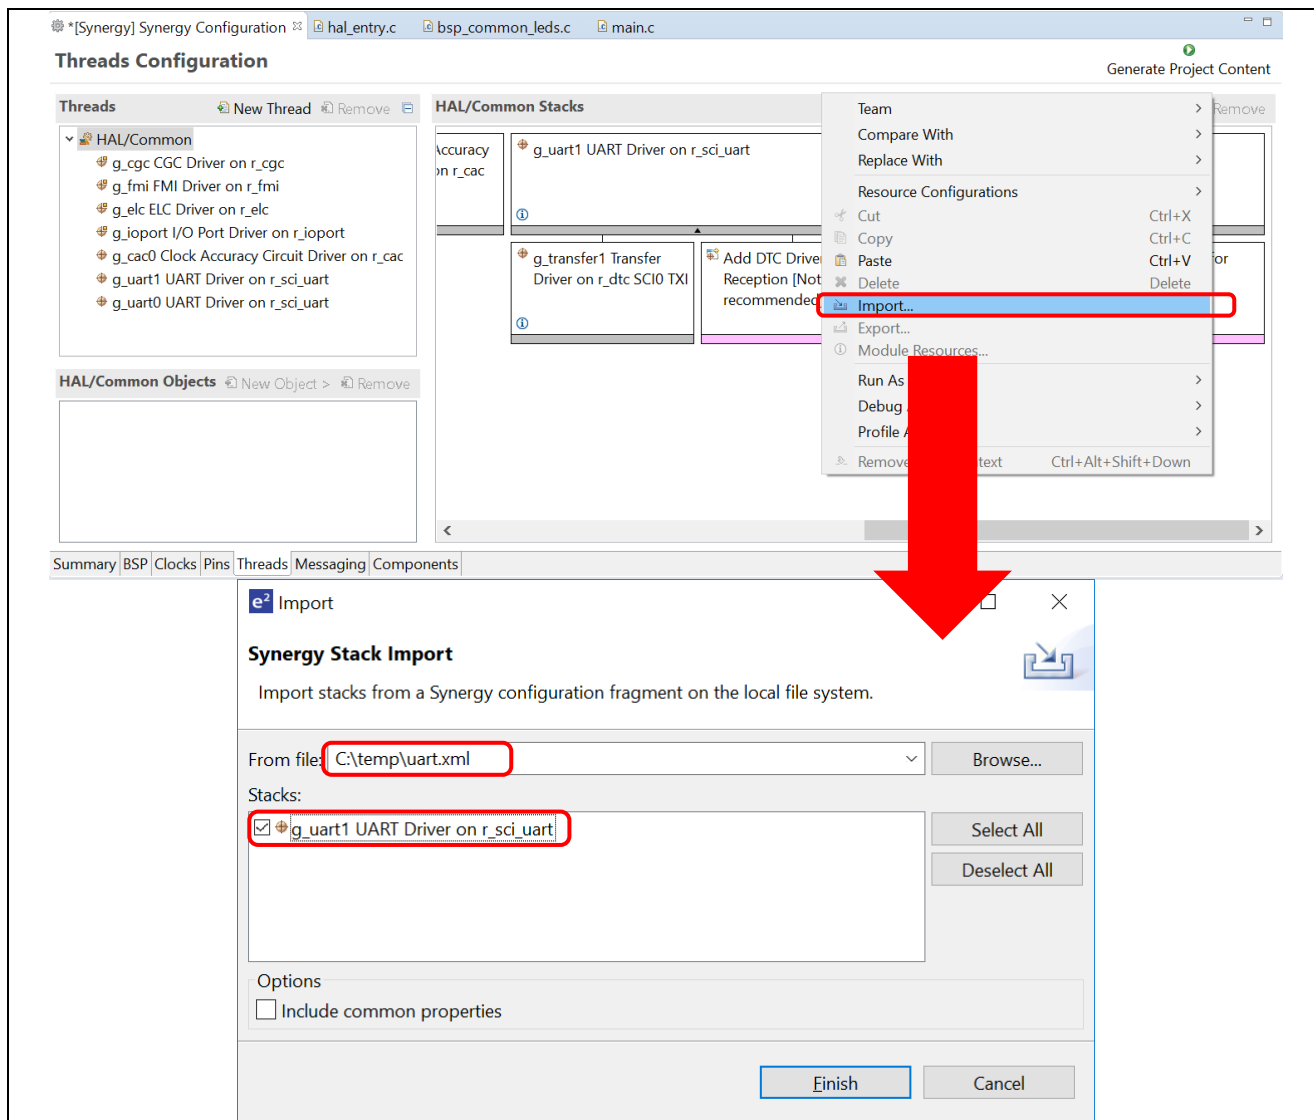 *[Synergy] Synergy Configuration
hal_entry.c
bsp_common_leds.c
main.c
Threads Configuration
Generate Project Content
Threads
New Thread
Remove
HAL/Common
g_cgc CGC Driver on r_cgc
g_fmi FMI Driver on r_fmi
g_elc ELC Driver on r_elc
g_ioport I/O Port Driver on r_ioport
g_cac0 Clock Accuracy Circuit Driver on r_cac
g_uart1 UART Driver on r_sci_uart
g_uart0 UART Driver on r_sci_uart
HAL/Common Objects
New Object >
Remove
HAL/Common Stacks
Remove
Accuracy
on r_cac
g_uart1 UART Driver on r_sci_uart
g_transfer1 Transfer
Driver on r_dtc SCI0 TXI
Add DTC Driver
Reception [Not
recommended
for
Team
Compare With
Replace With
Resource Configurations
Cut Ctrl+X
Copy Ctrl+C
Paste Ctrl+V
Delete Delete
Import...
Export...
Module Resources...
Run As
Debug
Profile A
Remove text Ctrl+Alt+Shift+Down
Summary BSP Clocks Pins Threads Messaging Components
e² Import
Synergy Stack Import
Import stacks from a Synergy configuration fragment on the local file system.
From file: C:\temp\uart.xml
Browse...
Stacks:
g_uart1 UART Driver on r_sci_uart
Select All
Deselect All
Options
Include common properties
Finish
Cancel